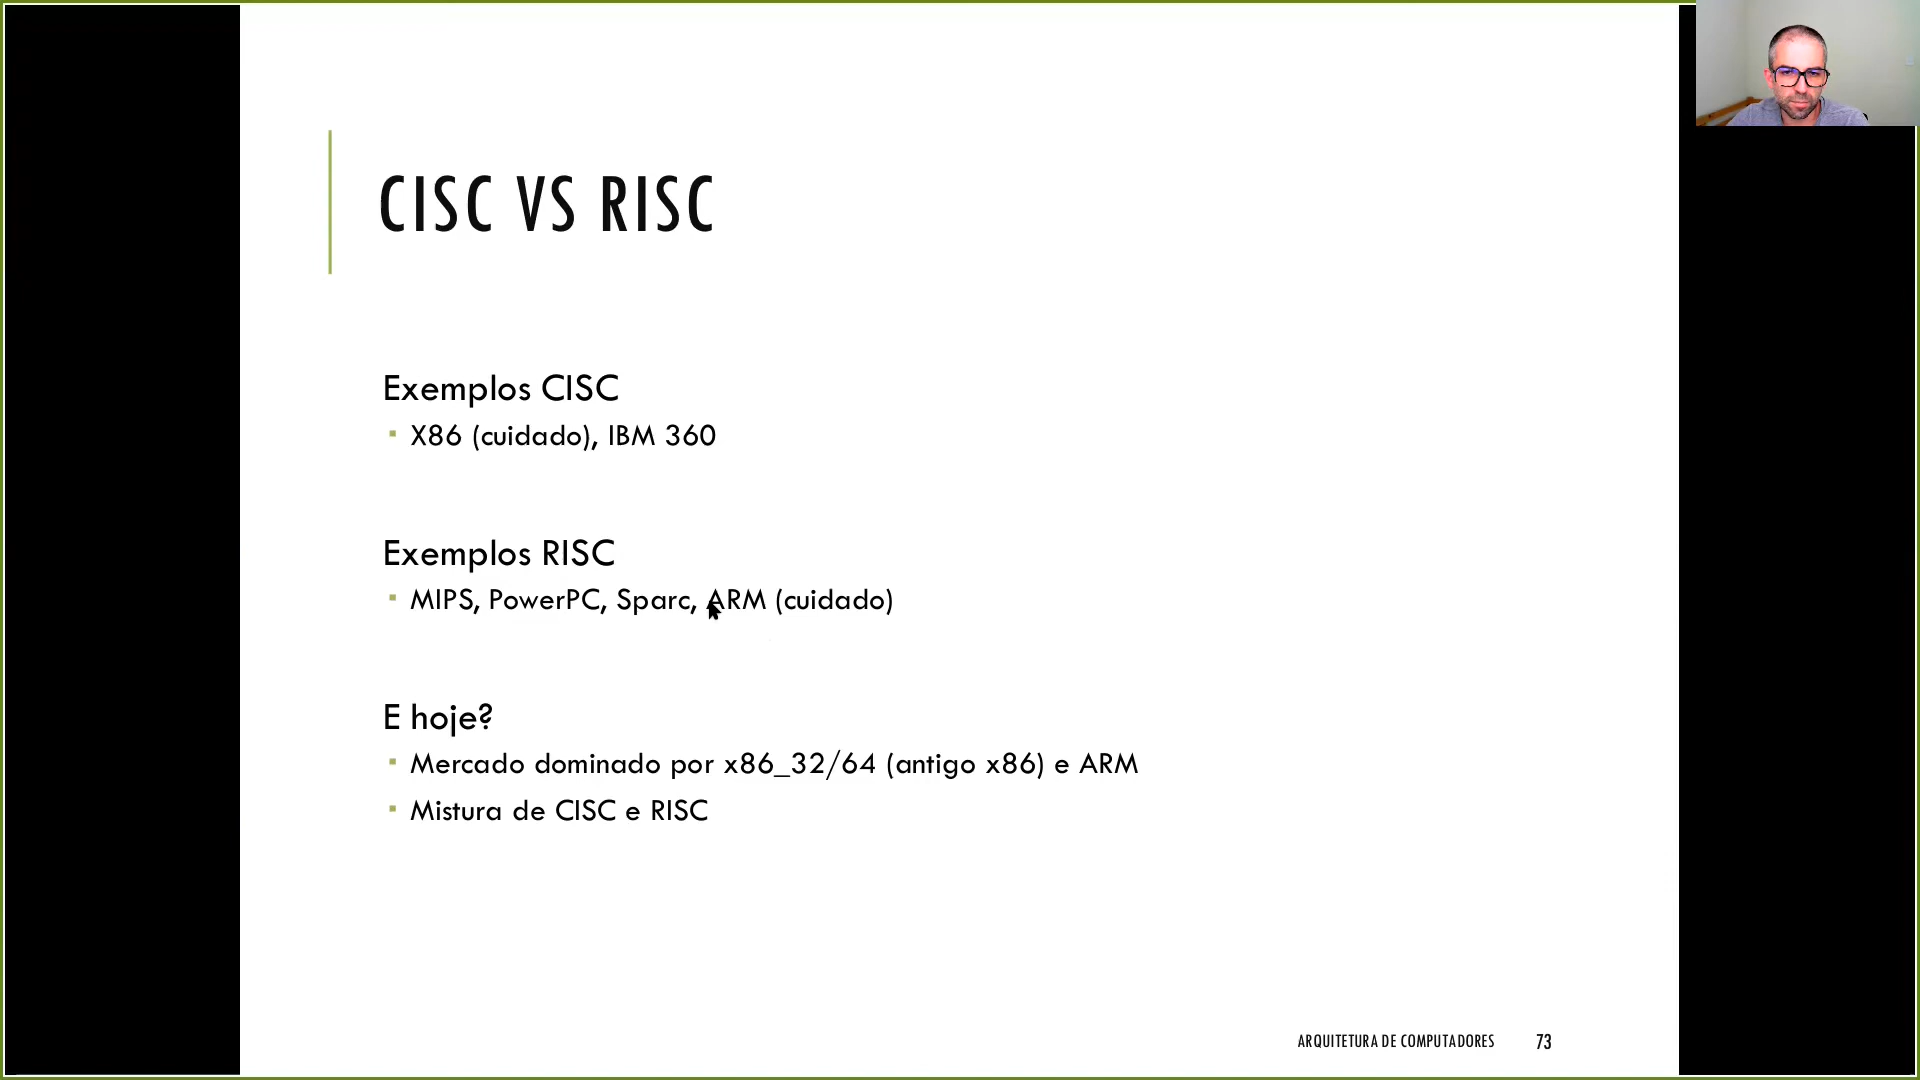 CISC VS RISC
Exemplos CISC
X86 (cuidado), IBM 360
Exemplos RISC
MIPS, PowerPC, Sparc, ARM (cuidado)
E hoje?
Mercado dominado por x86_32/64 (antigo x86) e ARM
Mistura de CISC e RISC
ARQUITETURA DE COMPUTADORES 73